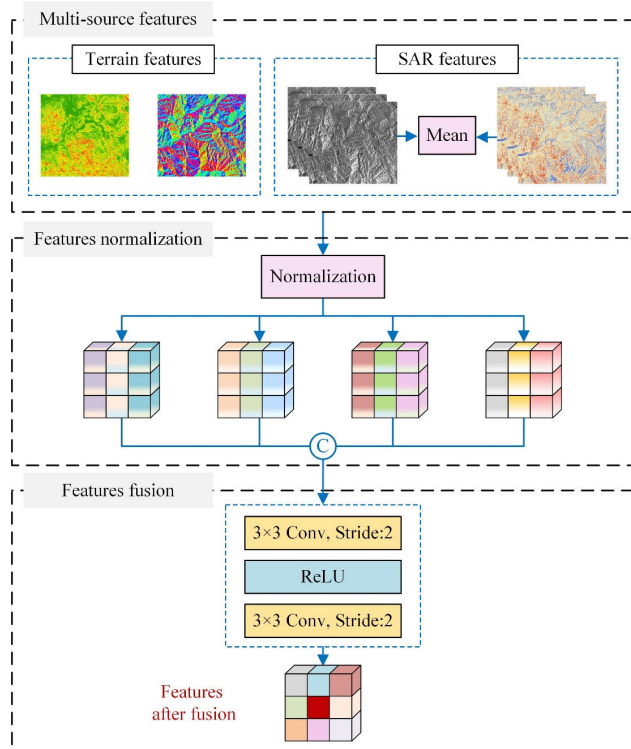 Multi-source features
Terrain features
SAR features
Mean
Features normalization
Normalization
C
Features fusion
3×3 Conv, Stride:2
ReLU
3×3 Conv, Stride:2
Features
after fusion